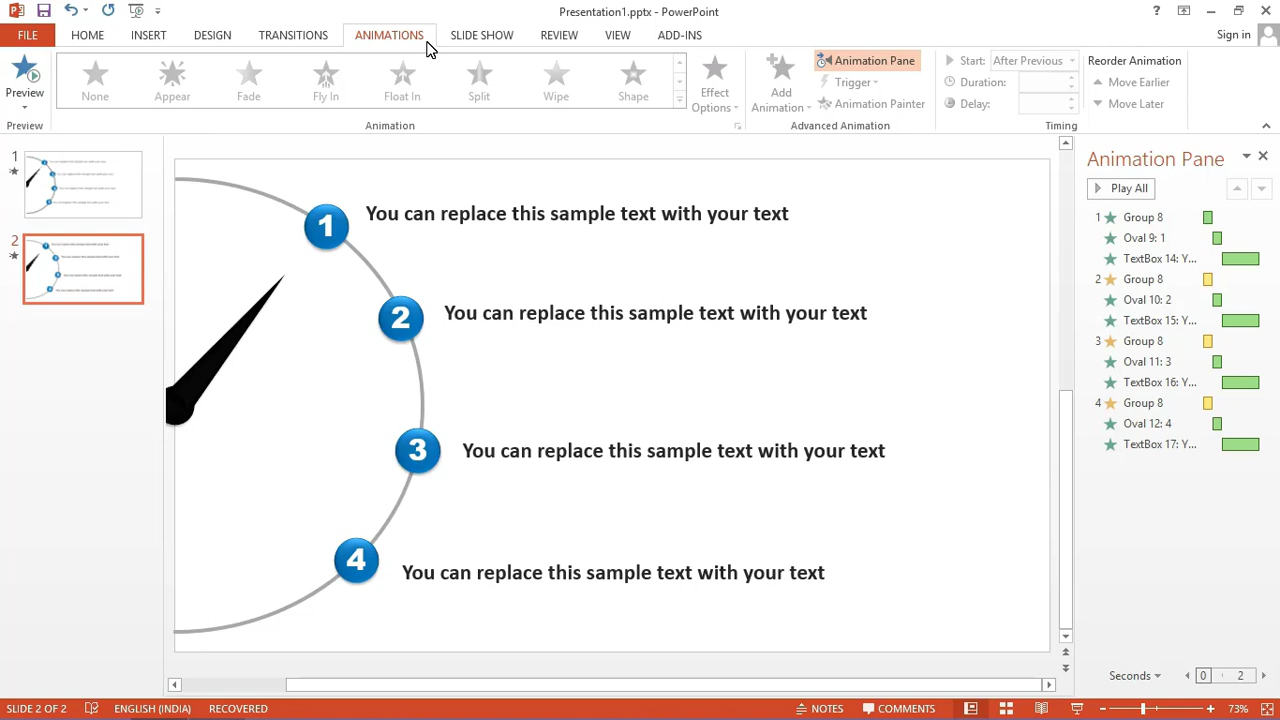 Presentation1.pptx - PowerPoint
?
FILE HOME INSERT DESIGN TRANSITIONS ANIMATIONS SLIDE SHOW REVIEW VIEW ADD-INS Sign in
Preview
None Appear Fade Fly In Float In Split Wipe Shape
Effect Options
Add Animation
Animation Pane
Trigger
Animation Painter
Start: After Previous
Duration:
Delay:
Reorder Animation
Move Earlier
Move Later
Preview Animation Advanced Animation Timing
1
2
1 You can replace this sample text with your text
2 You can replace this sample text with your text
3 You can replace this sample text with your text
4 You can replace this sample text with your text
Animation Pane
Play All
1 Group 8
Oval 9: 1
TextBox 14: Y...
2 Group 8
Oval 10: 2
TextBox 15: Y...
3 Group 8
Oval 11: 3
TextBox 16: Y...
4 Group 8
Oval 12: 4
TextBox 17: Y...
Seconds 0 2
SLIDE 2 OF 2 ENGLISH (INDIA) RECOVERED NOTES COMMENTS 73%